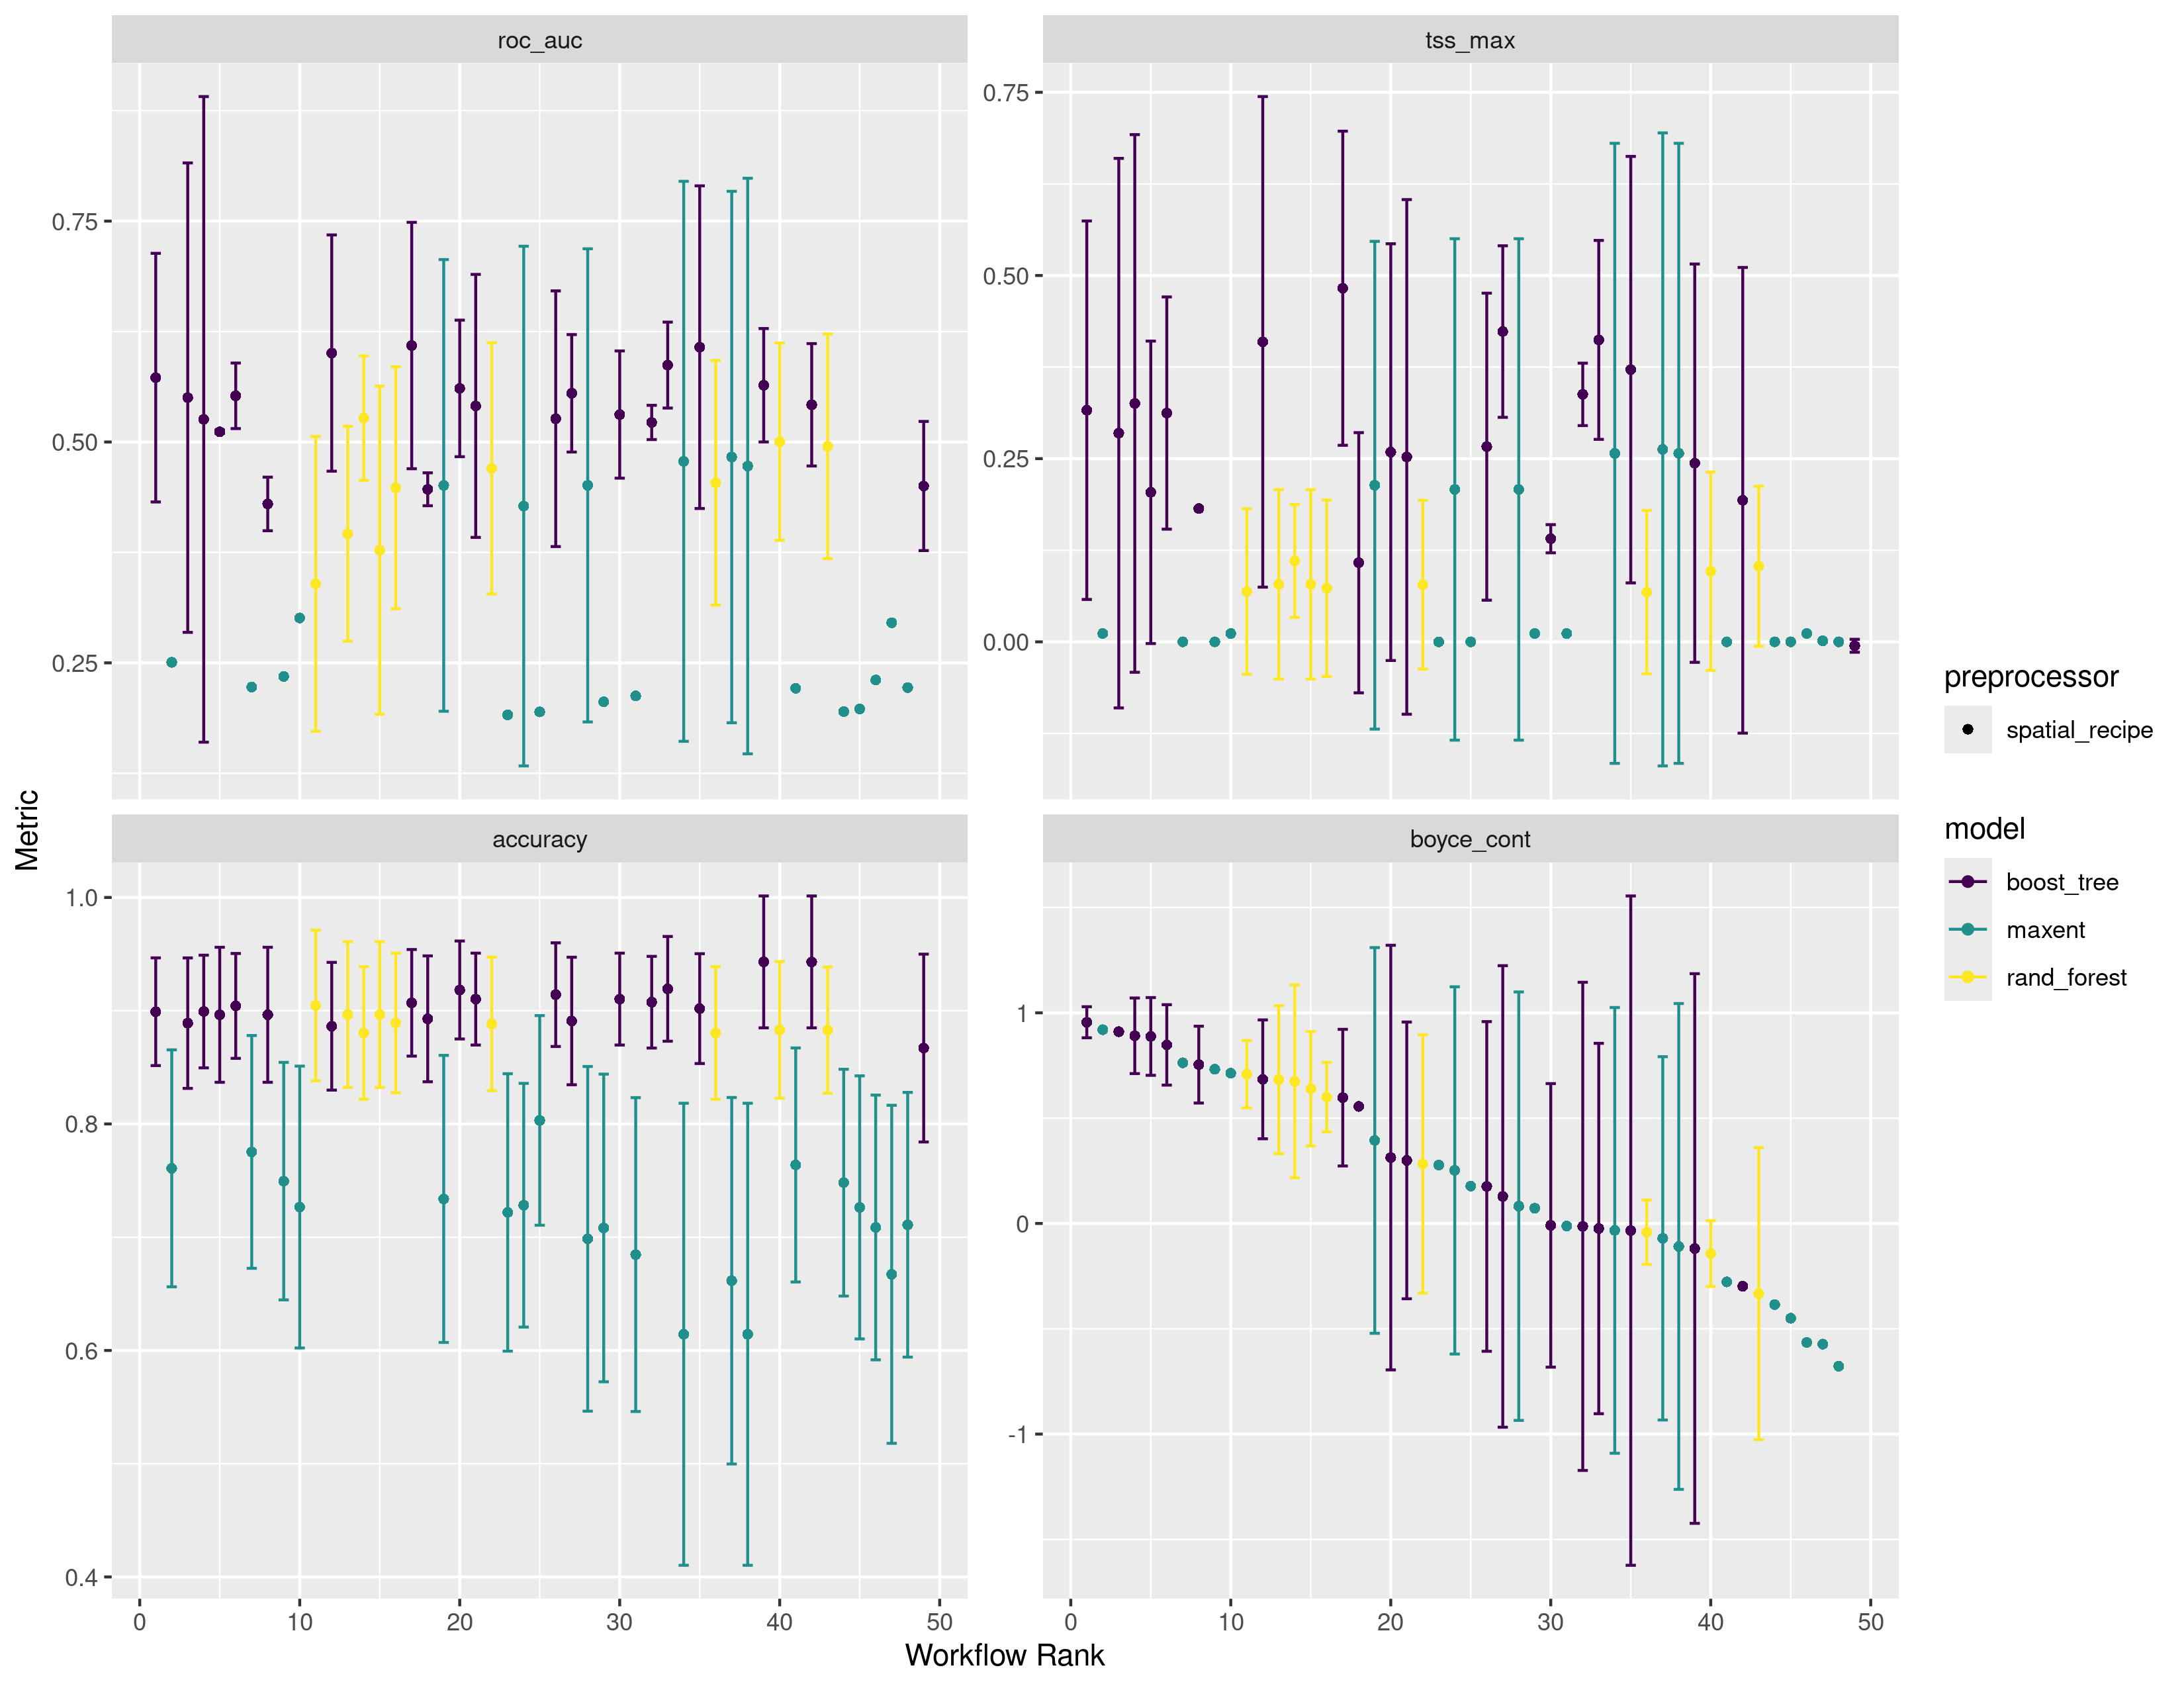 roc_auc
tss_max
0.75
0.50
0.25
0.75
0.50
0.25
0.00
accuracy
boyce_cont
1.0
0.8
0.6
0.4
1
0
-1
0 10 20 30 40 50
0 10 20 30 40 50
Workflow Rank
Metric
preprocessor
spatial_recipe
model
boost_tree
maxent
rand_forest